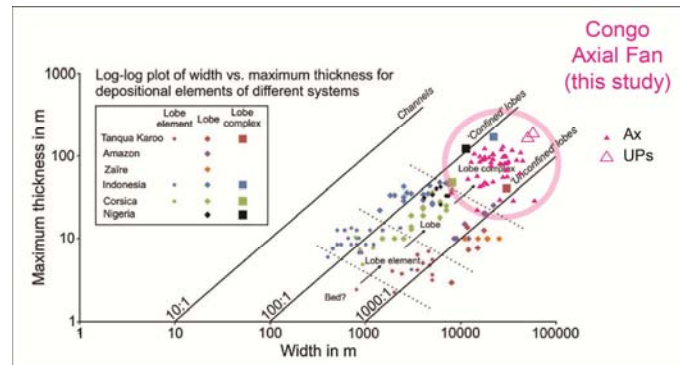 Congo
Axial Fan
(this study)
Log-log plot of width vs. maximum thickness for
depositional elements of different systems
Lobe element Lobe Lobe complex
Tanqua Karoo
Amazon
Zaïre
Indonesia
Corsica
Nigeria
Channels
'Confined' lobes
'Unconfined' lobes
Lobe complex
Lobe
Lobe element
Bed?
10:1
100:1
1000:1
Ax
UPs
Maximum thickness in m
1000
100
10
1
1 10 100 1000 10000 100000
Width in m